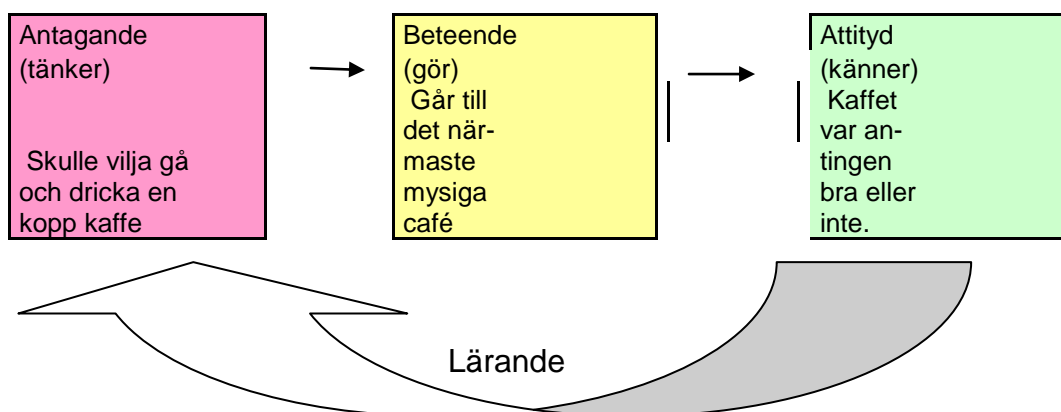 Antagande
(tänker)
Skulle vilja gå
och dricka en
kopp kaffe
Beteende
(gör)
Går till
det när-
maste
mysiga
café
Attityd
(känner)
Kaffet
var an-
tingen
bra eller
inte.
Lärande